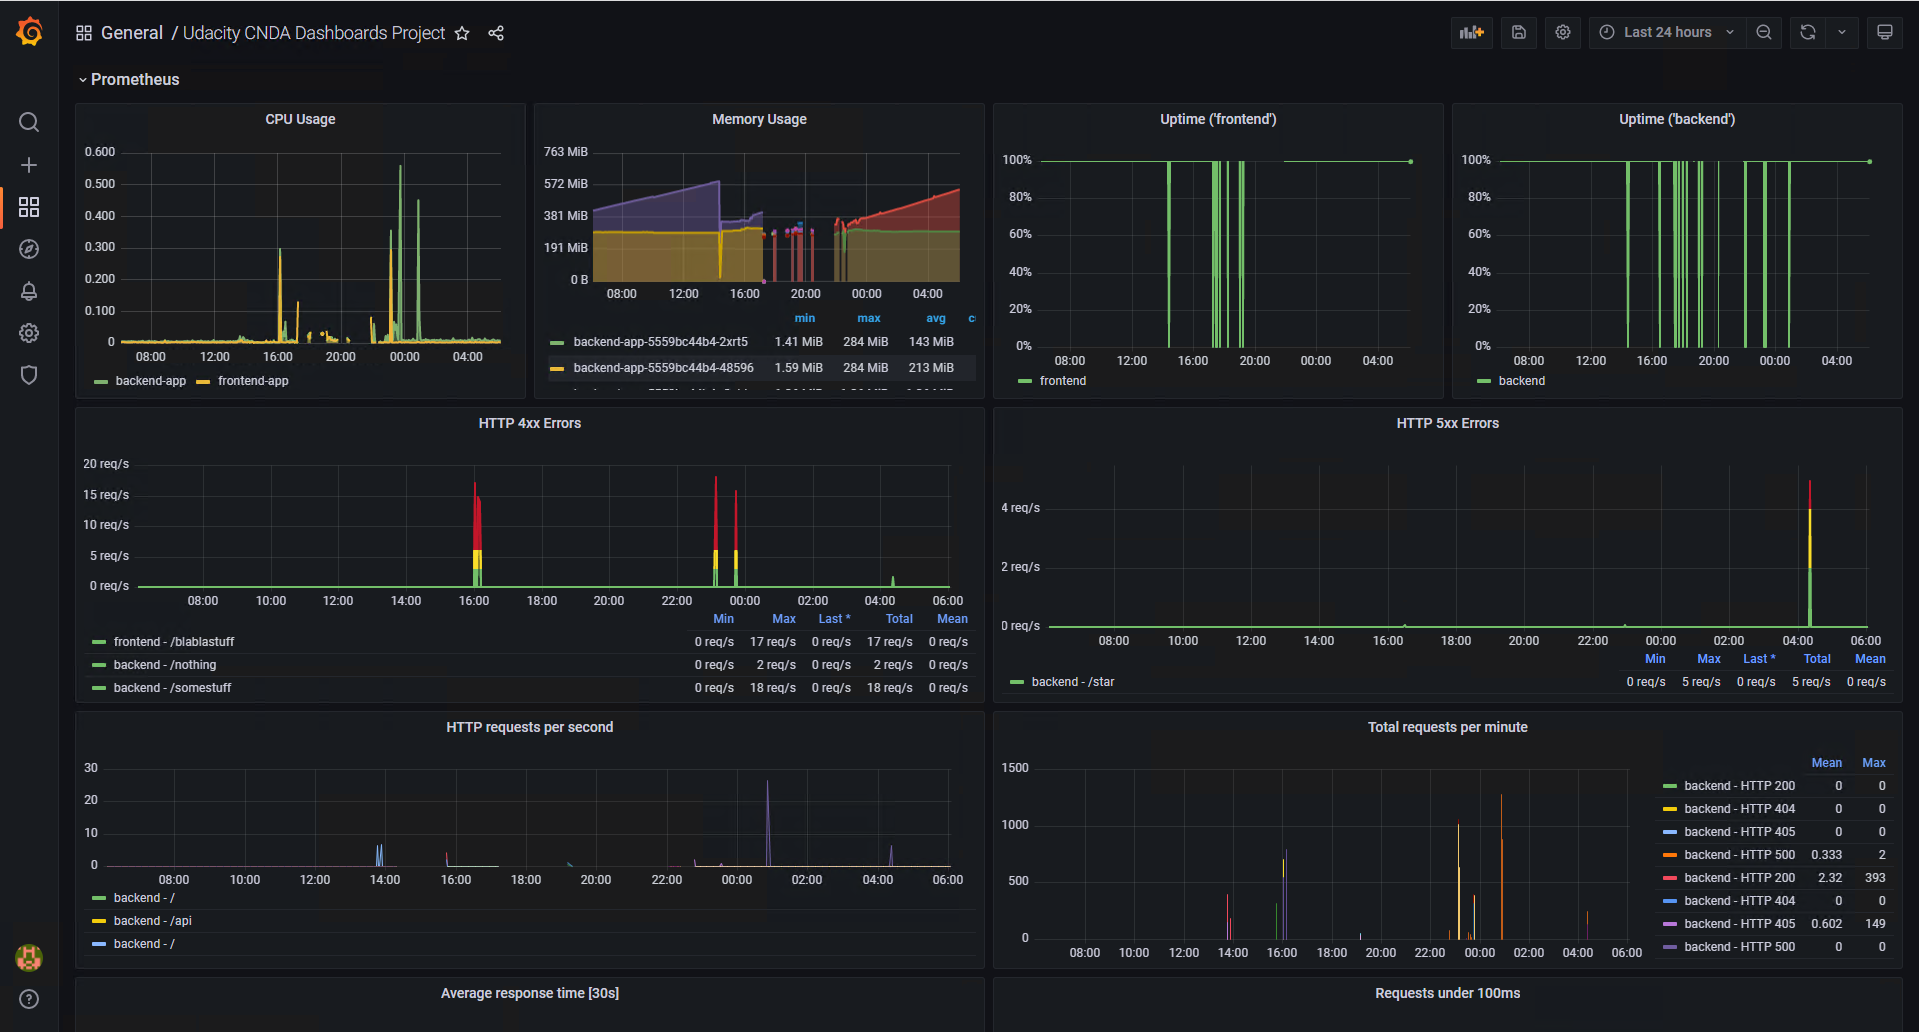 General / Udacity CNDA Dashboards Project
Last 24 hours
Prometheus
CPU Usage
0.600
0.500
0.400
0.300
0.200
0.100
0
08:00 12:00 16:00 20:00 00:00 04:00
backend-app frontend-app
Memory Usage
763 MiB
572 MiB
381 MiB
191 MiB
0 B
08:00 12:00 16:00 20:00 00:00 04:00
min max avg
backend-app-5559bc44b4-2xrt5 1.41 MiB 284 MiB 143 MiB
backend-app-5559bc44b4-48596 1.59 MiB 284 MiB 213 MiB
Uptime ('frontend')
100%
80%
60%
40%
20%
0%
08:00 12:00 16:00 20:00 00:00 04:00
frontend
Uptime ('backend')
100%
80%
60%
40%
20%
0%
08:00 12:00 16:00 20:00 00:00 04:00
backend
HTTP 4xx Errors
20 req/s
15 req/s
10 req/s
5 req/s
0 req/s
08:00 10:00 12:00 14:00 16:00 18:00 20:00 22:00 00:00 02:00 04:00 06:00
Min Max Last * Total Mean
frontend - /blablastuff 0 req/s 17 req/s 0 req/s 17 req/s 0 req/s
backend - /nothing 0 req/s 2 req/s 0 req/s 2 req/s 0 req/s
backend - /somestuff 0 req/s 18 req/s 0 req/s 18 req/s 0 req/s
HTTP 5xx Errors
4 req/s
2 req/s
0 req/s
08:00 10:00 12:00 14:00 16:00 18:00 20:00 22:00 00:00 02:00 04:00 06:00
Min Max Last * Total Mean
backend - /star 0 req/s 5 req/s 0 req/s 5 req/s 0 req/s
HTTP requests per second
30
20
10
0
08:00 10:00 12:00 14:00 16:00 18:00 20:00 22:00 00:00 02:00 04:00 06:00
backend - /
backend - /api
backend - /
Total requests per minute
1500
1000
500
0
08:00 10:00 12:00 14:00 16:00 18:00 20:00 22:00 00:00 02:00 04:00 06:00
Mean Max
backend - HTTP 200 0 0
backend - HTTP 404 0 0
backend - HTTP 405 0 0
backend - HTTP 500 0.333 2
backend - HTTP 200 2.32 393
backend - HTTP 404 0 0
backend - HTTP 405 0.602 149
backend - HTTP 500 0 0
Average response time [30s]
Requests under 100ms